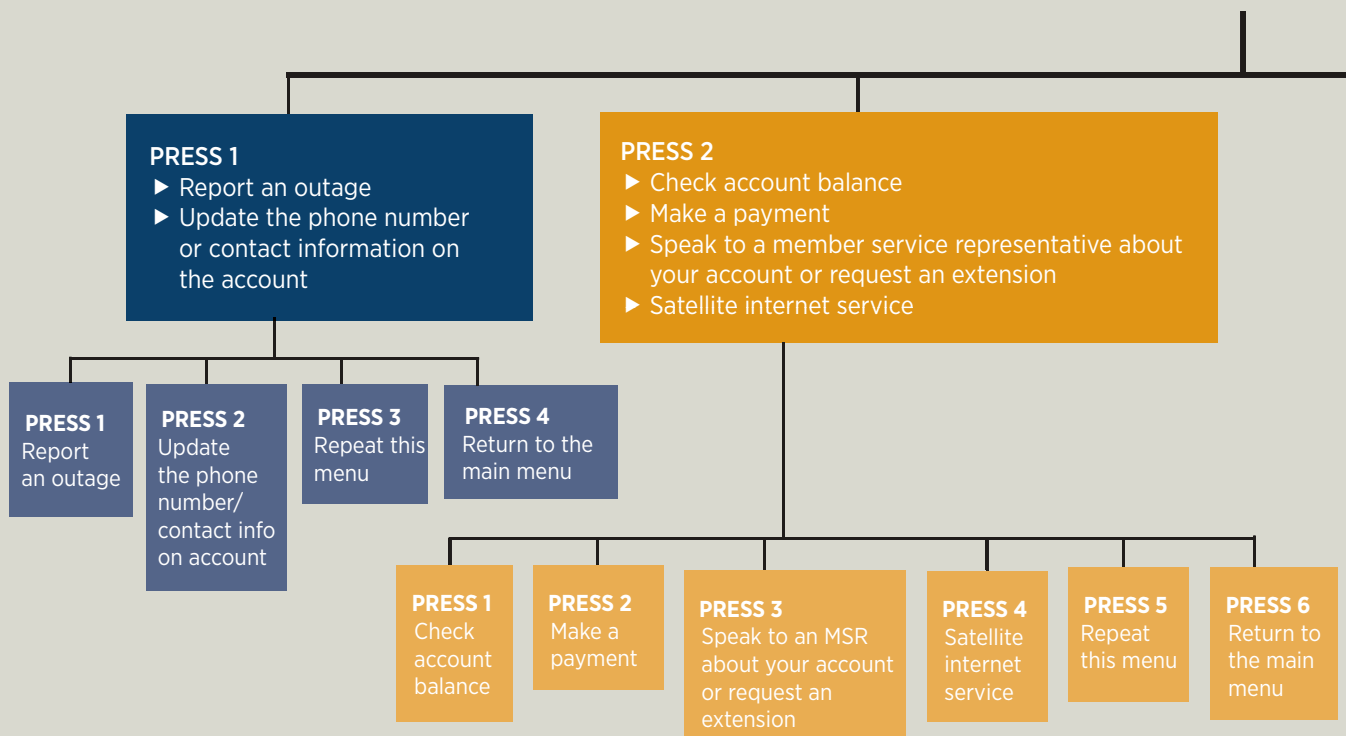 PRESS 1
▶ Report an outage
▶ Update the phone number
or contact information on
the account
PRESS 2
▶ Check account balance
▶ Make a payment
▶ Speak to a member service representative about
your account or request an extension
▶ Satellite internet service
PRESS 1
Report
an outage
PRESS 2
Update
the phone
number/
contact info
on account
PRESS 3
Repeat this
menu
PRESS 4
Return to the
main menu
PRESS 1
Check
account
balance
PRESS 2
Make a
payment
PRESS 3
Speak to an MSR
about your account
or request an
extension
PRESS 4
Satellite
internet
service
PRESS 5
Repeat
this menu
PRESS 6
Return to
the main
menu